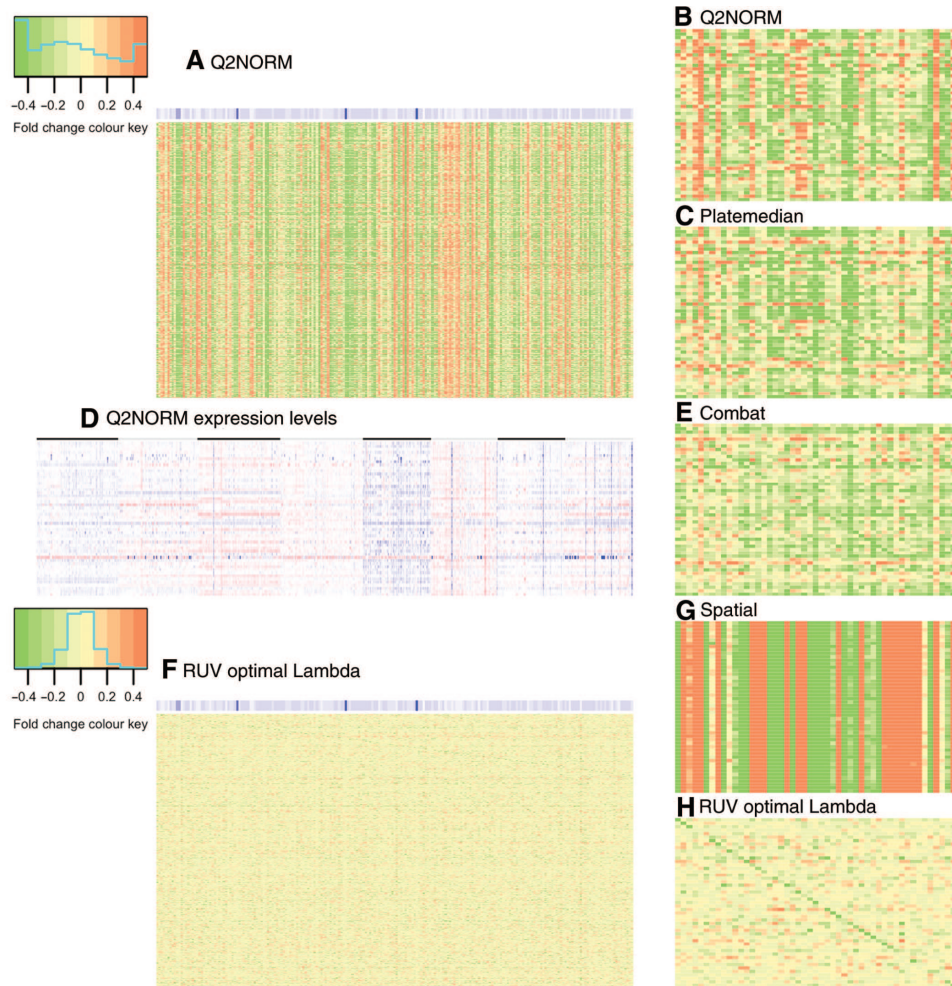 −0.4 −0.2 0 0.2 0.4
Fold change colour key
A Q2NORM
B Q2NORM
C Platemedian
D Q2NORM expression levels
E Combat
−0.4 −0.2 0 0.2 0.4
Fold change colour key
F RUV optimal Lambda
G Spatial
H RUV optimal Lambda